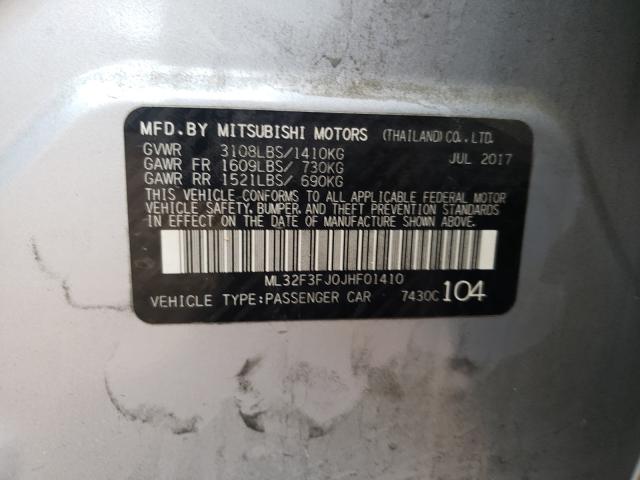 MFD.BY MITSUBISHI MOTORS (THAILAND) CO., LTD.
GVWR 3108LBS/1410KG JUL 2017
GAWR FR 1609LBS/ 730KG
GAWR RR 1521LBS/ 690KG
THIS VEHICLE CONFORMS TO ALL APPLICABLE FEDERAL MOTOR
VEHICLE SAFETY, BUMPER, AND THEFT PREVENTION STANDARDS
IN EFFECT ON THE DATE OF MANUFACTURE SHOWN ABOVE.
ML32F3FJ0JHF01410
VEHICLE TYPE:PASSENGER CAR 7430C 104